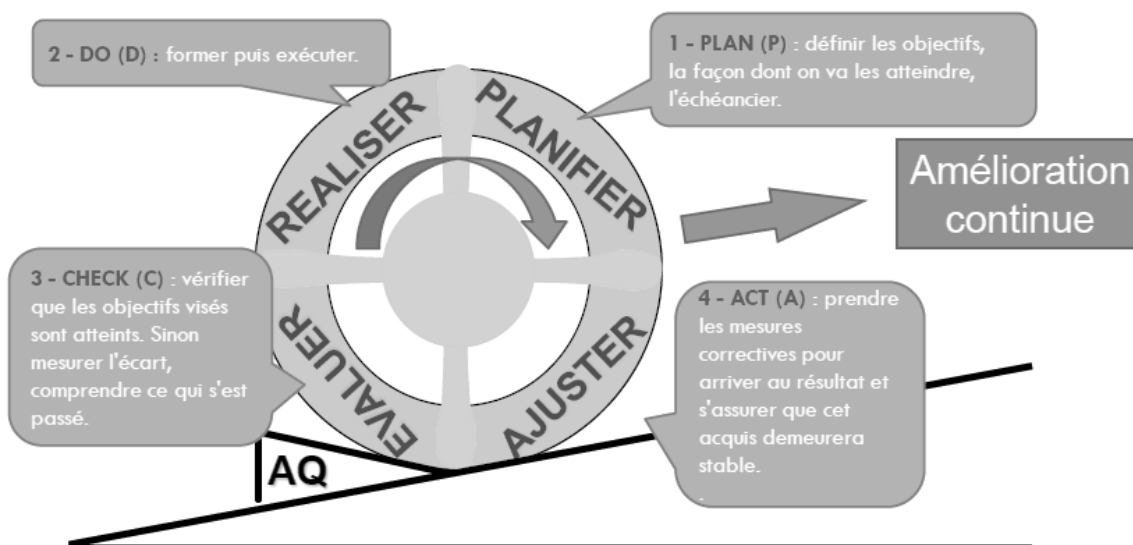 2 - DO (D) : former puis exécuter.
1 - PLAN (P) : définir les objectifs,
la façon dont on va les atteindre,
l'échéancier.
REALISER
PLANIFIER
Amélioration
continue
3 - CHECK (C) : vérifier
que les objectifs visés
sont atteints. Sinon
mesurer l'écart,
comprendre ce qui s'est
passé.
EVALUER
AJUSTER
4 - ACT (A) : prendre
les mesures
correctives pour
arriver au résultat et
s'assurer que cet
acquis demeurera
stable.
.
AQ